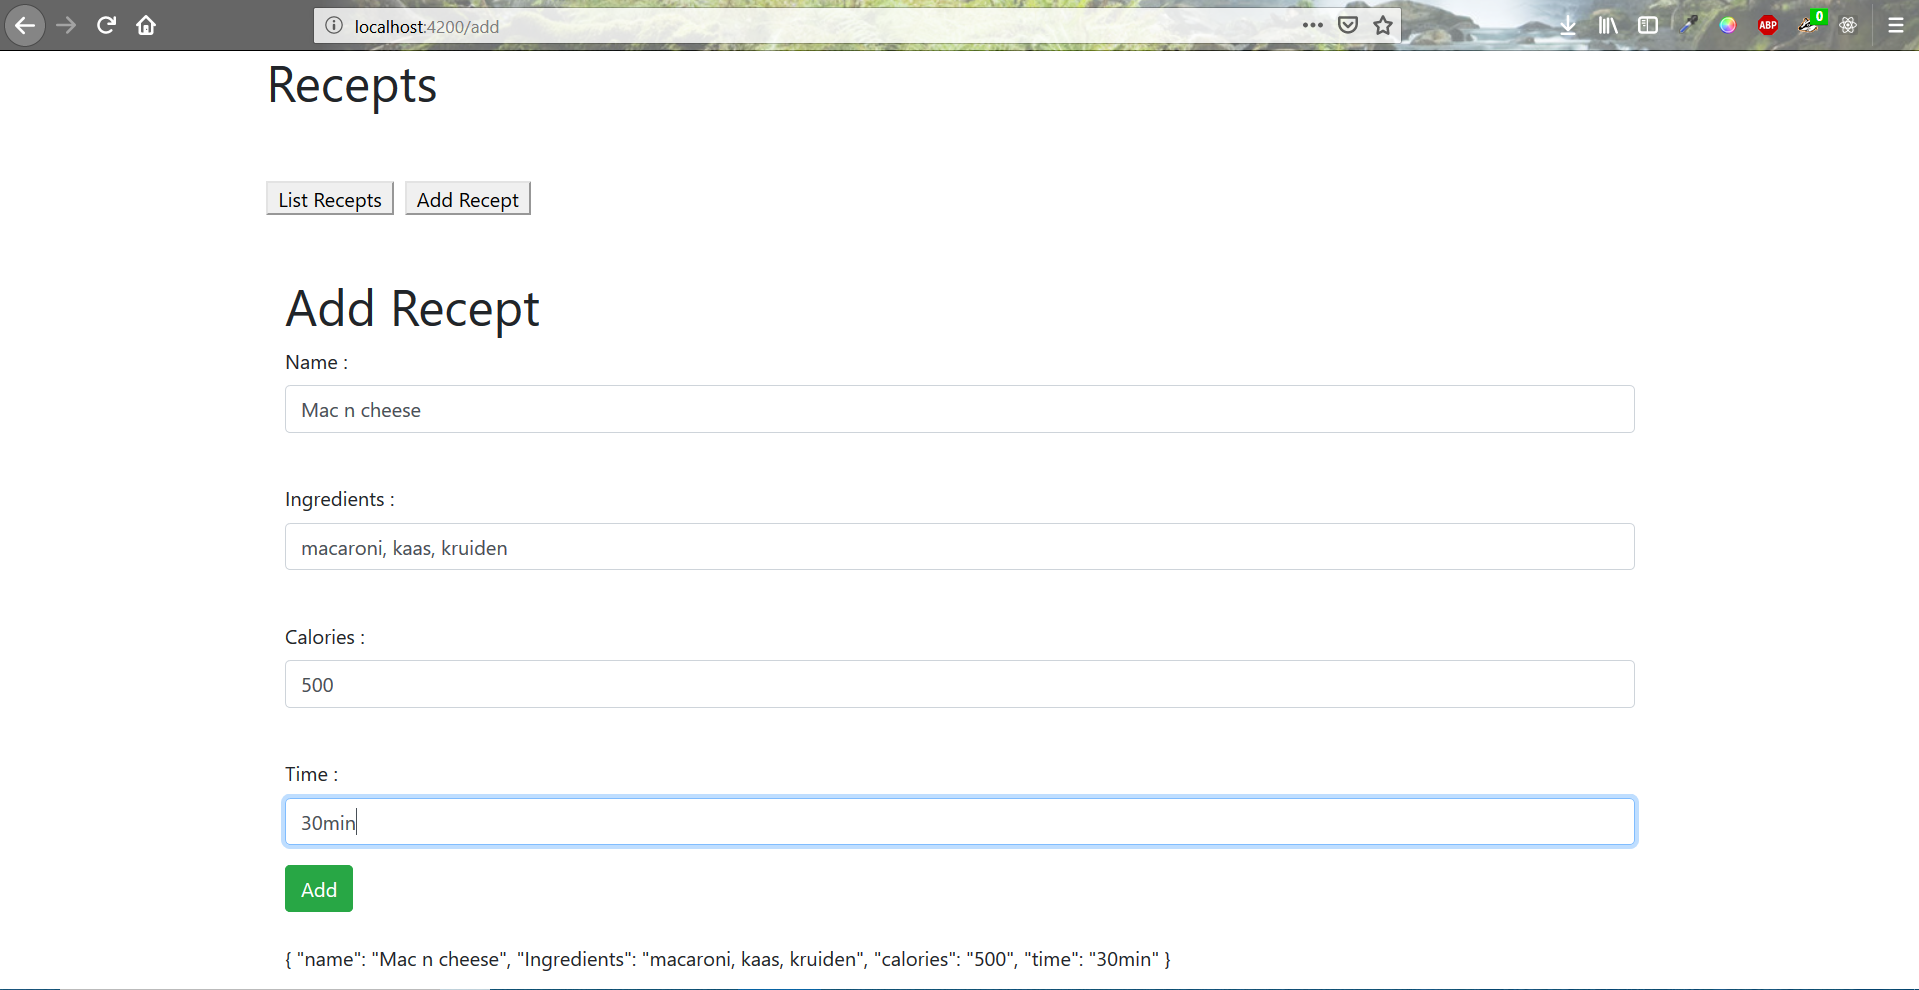 localhost:4200/add
ABP
0
Recepts
List Recepts Add Recept
Add Recept
Name :
Mac n cheese
Ingredients :
macaroni, kaas, kruiden
Calories :
500
Time :
30min
Add
{ "name": "Mac n cheese", "Ingredients": "macaroni, kaas, kruiden", "calories": "500", "time": "30min" }